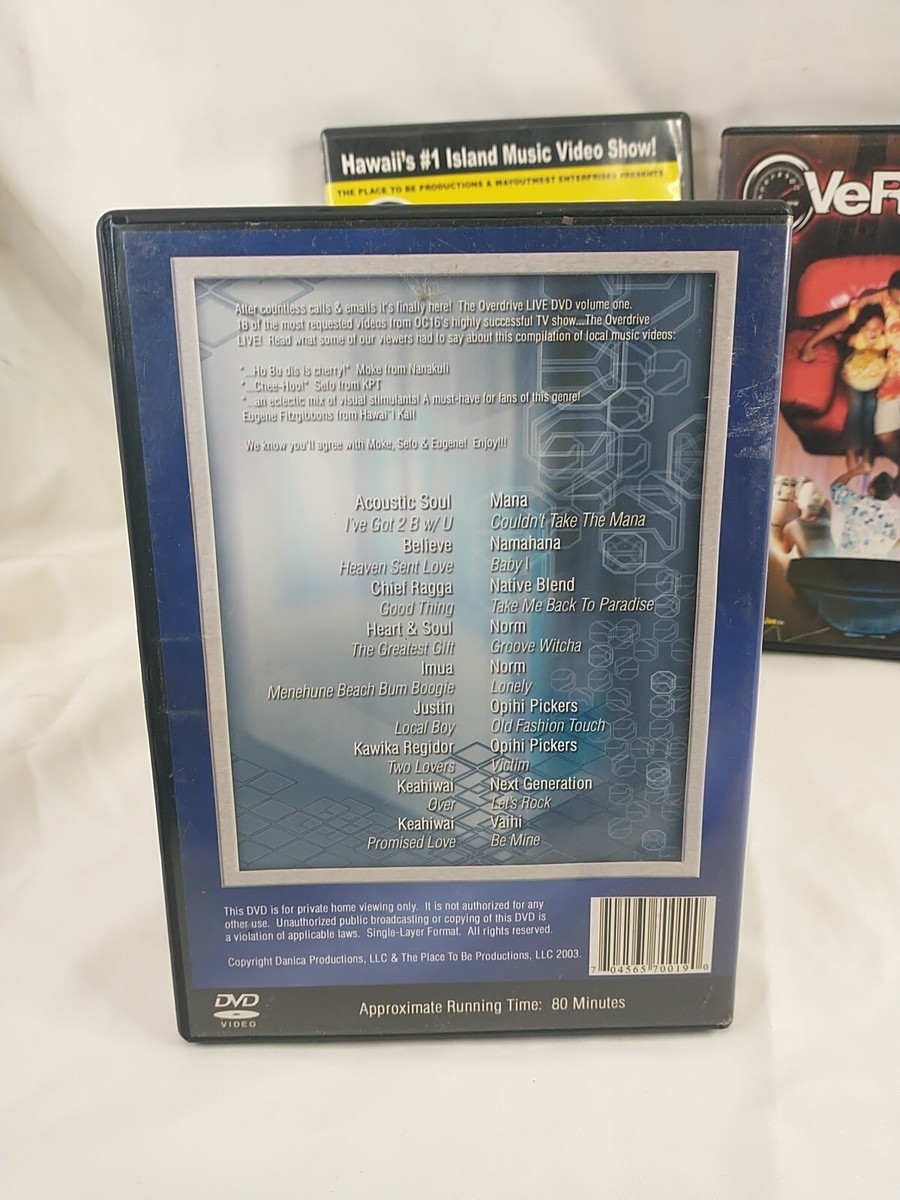 Hawaii's #1 Island Music Video Show!
THE PLACE TO BE PRODUCTIONS & WAYOUTWEST ENTERPRISES PRESENTS
VeR
After countless calls & emails it's finally here! The Overdrive LIVE DVD volume one.
18 of the most requested videos from OC16's highly successful TV show....The Overdrive
LIVE! Read what some of our viewers had to say about this compilation of local music videos:
"...Ho Bu dis is cherry!" Moke from Nanakuli
"...Chee-Hoo!" Sefo from KPT
"...an eclectic mix of visual stimulants! A must-have for fans of this genre!
Eugene Fitzgibbons from Hawai'i Kai!
We know you'll agree with Moke, Sefo & Eugene! Enjoy!!!
Acoustic Soul
I've Got 2 B w/ U
Believe
Heaven Sent Love
Chief Ragga
Good Thing
Heart & Soul
The Greatest Gift
Imua
Menehune Beach Bum Boogie
Justin
Local Boy
Kawika Regidor
Two Lovers
Keahiwai
Over
Keahiwai
Promised Love
Mana
Couldn't Take The Mana
Namahana
Baby I
Native Blend
Take Me Back To Paradise
Norm
Groove Witcha
Norm
Lonely
Opihi Pickers
Old Fashion Touch
Opihi Pickers
Victim
Next Generation
Let's Rock
Vaihi
Be Mine
This DVD is for private home viewing only. It is not authorized for any
other use. Unauthorized public broadcasting or copying of this DVD is
a violation of applicable laws. Single-Layer Format. All rights reserved.
Copyright Danica Productions, LLC & The Place To Be Productions, LLC 2003.
7 04565 70019 0
DVD
VIDEO
Approximate Running Time: 80 Minutes